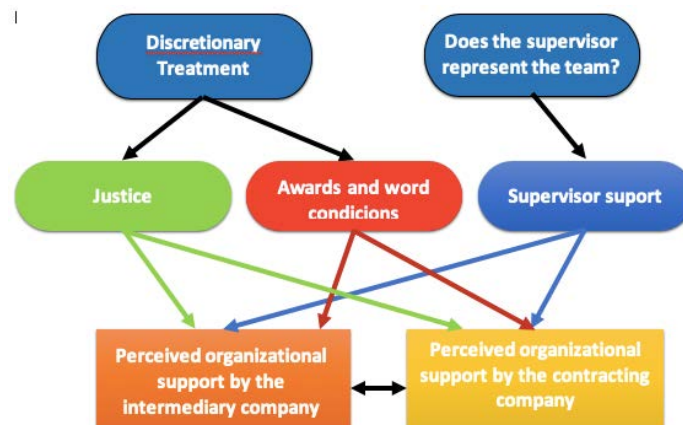 Discretionary
Treatment
Does the supervisor
represent the team?
Justice
Awards and word
condicions
Supervisor suport
Perceived organizational
support by the
intermediary company
Perceived organizational
support by the contracting
company